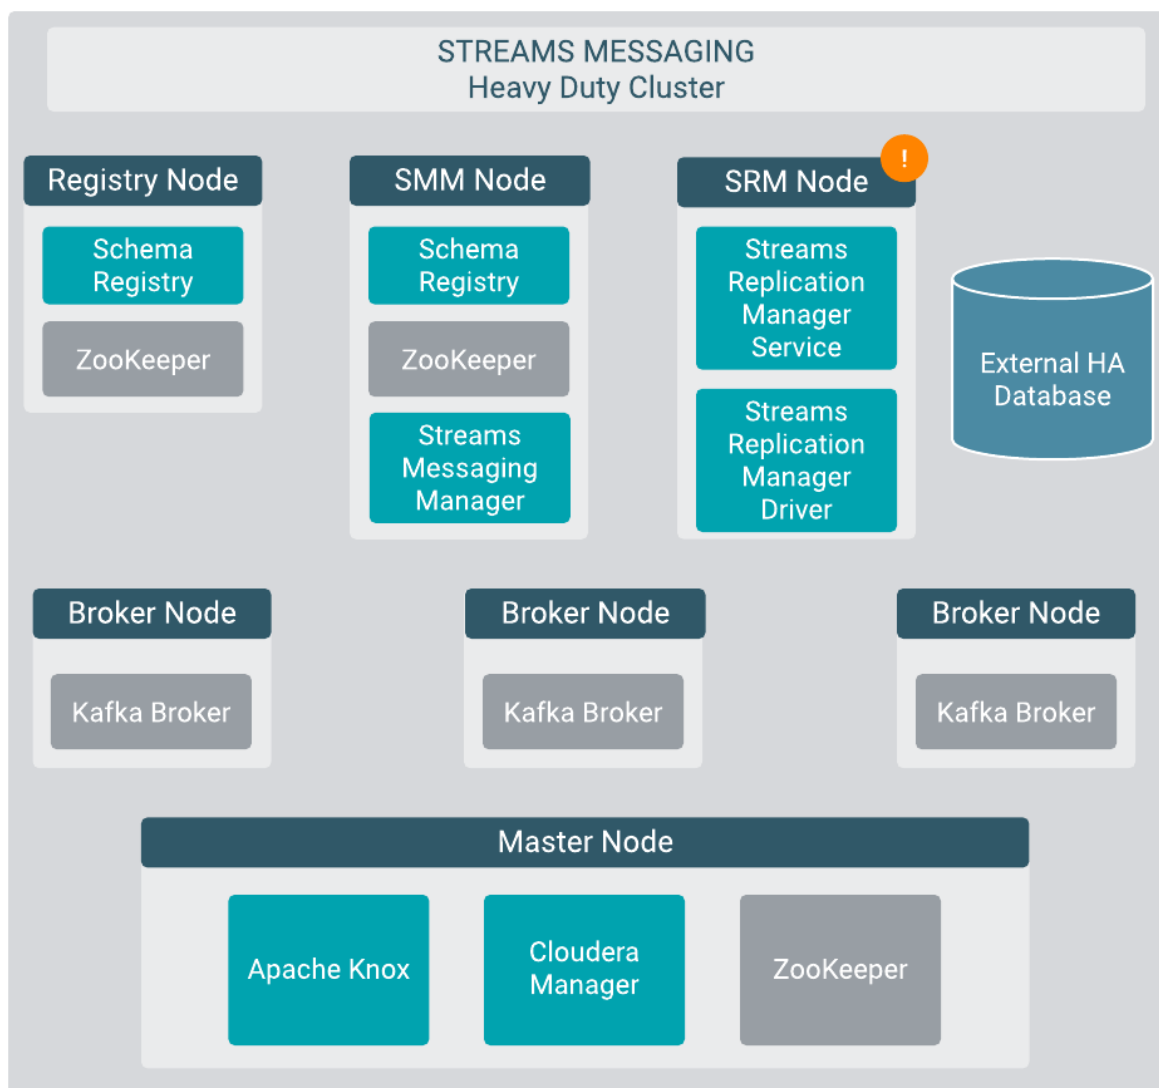 STREAMS MESSAGING
Heavy Duty Cluster
Registry Node
Schema
Registry
ZooKeeper
SMM Node
Schema
Registry
ZooKeeper
Streams
Messaging
Manager
!
SRM Node
Streams
Replication
Manager
Service
Streams
Replication
Manager
Driver
External HA
Database
Broker Node
Kafka Broker
Broker Node
Kafka Broker
Broker Node
Kafka Broker
Master Node
Apache Knox
Cloudera
Manager
ZooKeeper